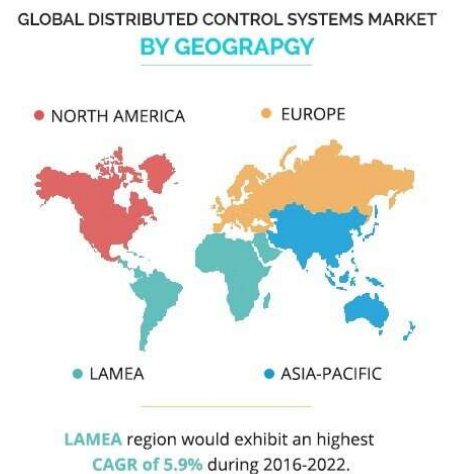 GLOBAL DISTRIBUTED CONTROL SYSTEMS MARKET
BY GEOGRAPGY
NORTH AMERICA
EUROPE
LAMEA
ASIA-PACIFIC
LAMEA region would exhibit an highest
CAGR of 5.9% during 2016-2022.